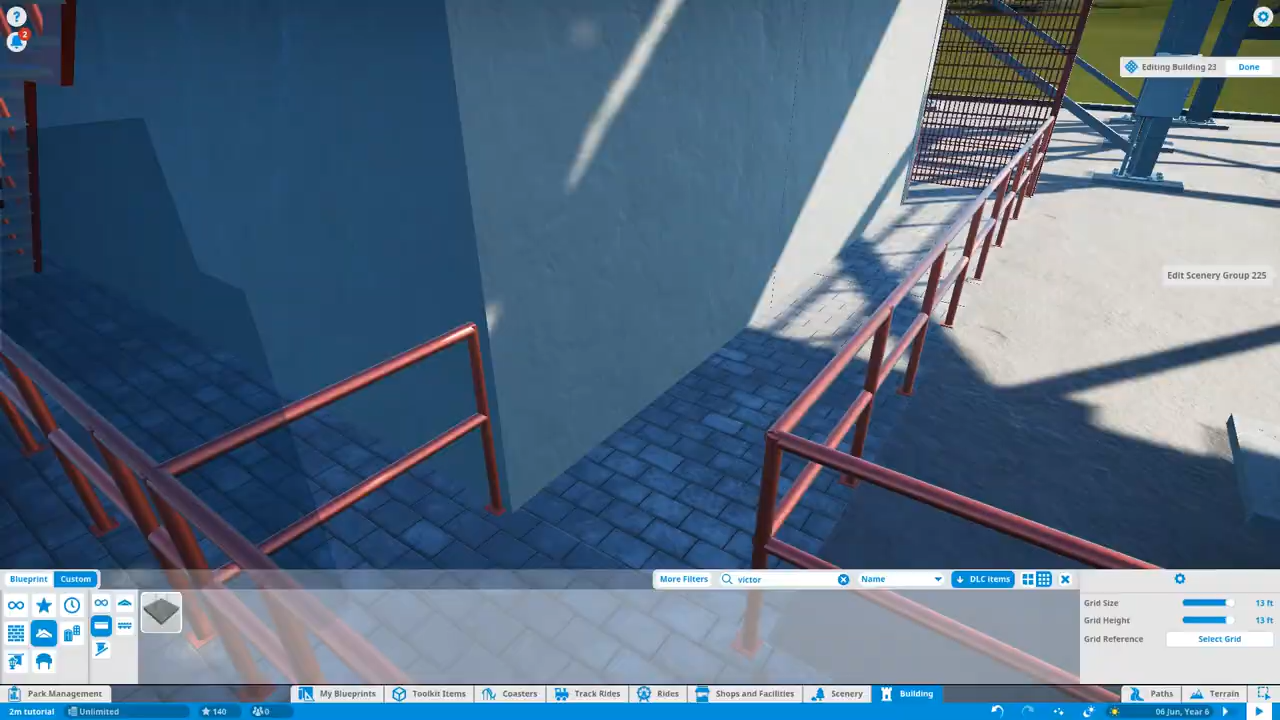 ?
2
Editing Building 23 Done
Edit Scenery Group 225
Blueprint Custom More Filters victor Name DLC items
Grid Size 13 ft
Grid Height 13 ft
Grid Reference Select Grid
Park Management My Blueprints Toolkit Items Coasters Track Rides Rides Shops and Facilities Scenery Building Paths Terrain
2m tutorial Unlimited 140 0 06 Jun, Year 6